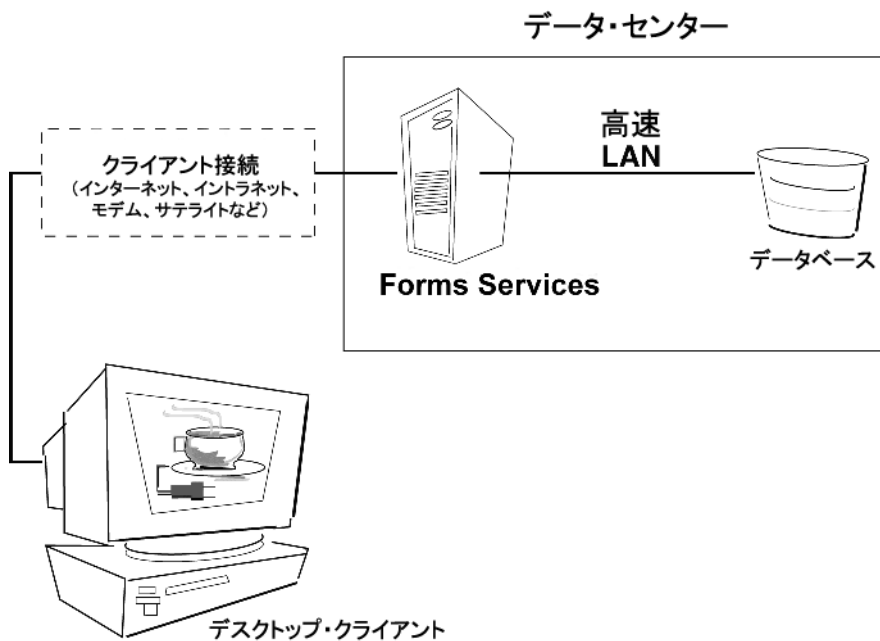 データ・センター
高速
LAN
クライアント接続
(インターネット、イントラネット、
モデム、サテライトなど)
データベース
Forms Services
デスクトップ・クライアント